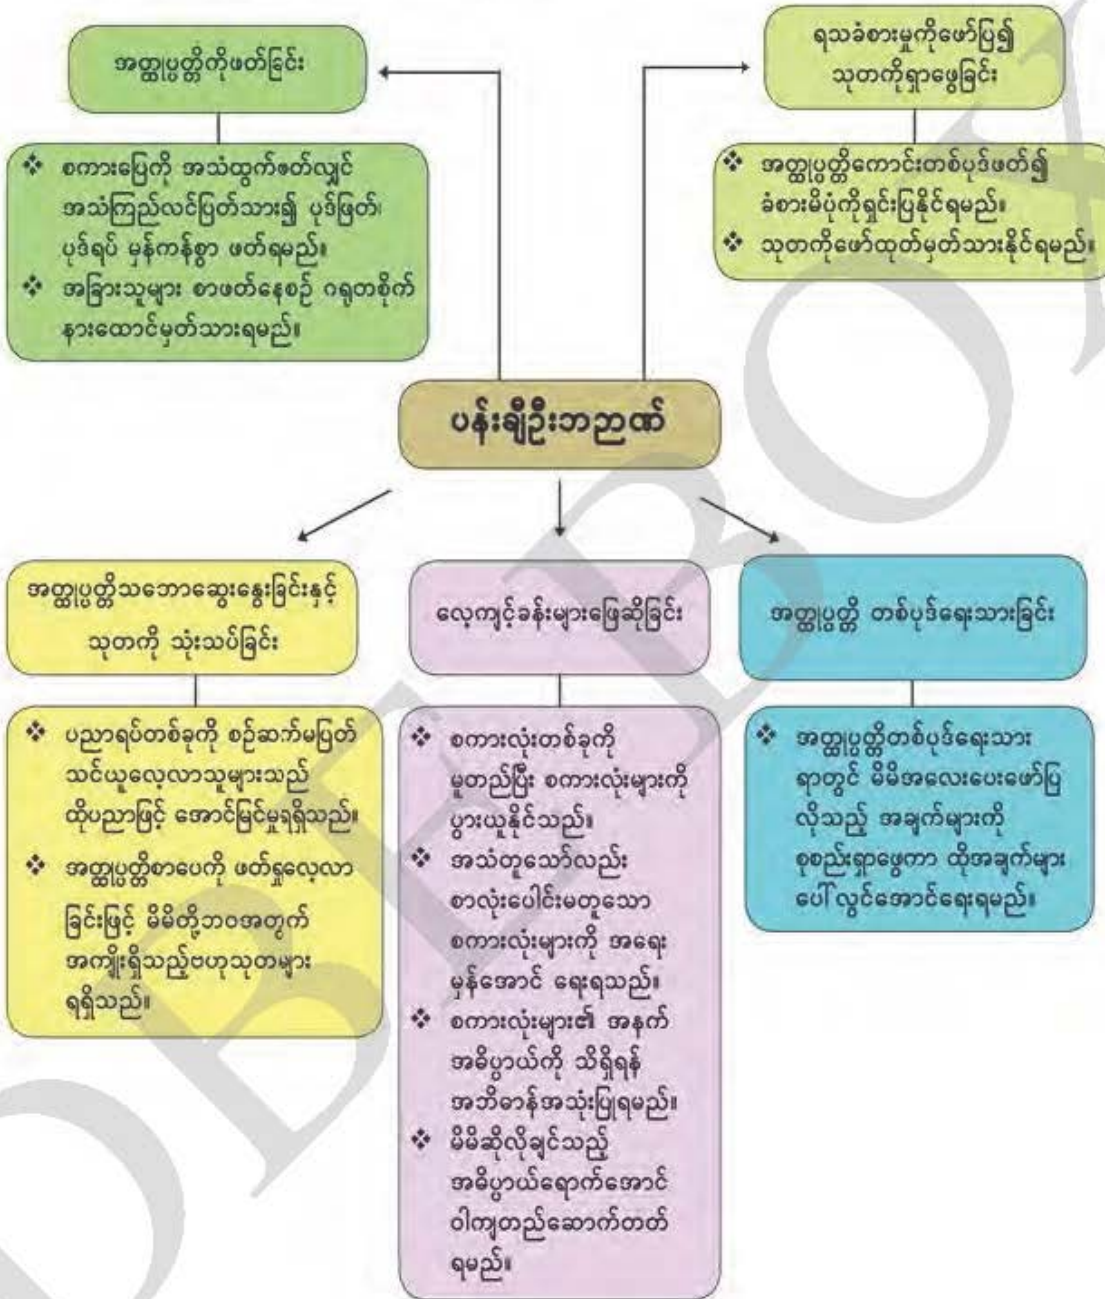 အတ္ထုပ္ပတ္တိကိုဖတ်ခြင်း
❖ စကားပြေကို အသံထွက်ဖတ်လျှင်
အသံကြည်လင်ပြတ်သား၍ ပုဒ်ဖြတ်၊
ပုဒ်ရပ် မှန်ကန်စွာ ဖတ်ရမည်။
❖ အခြားသူများ စာဖတ်နေစဉ် ဂရုတစိုက်
နားထောင်မှတ်သားရမည်။
ရသခံစားမှုကိုဖော်ပြ၍
သုတကိုရှာဖွေခြင်း
❖ အတ္ထုပ္ပတ္တိကောင်းတစ်ပုဒ်ဖတ်၍
ခံစားမိပုံကိုရှင်းပြနိုင်ရမည်။
❖ သုတကိုဖော်ထုတ်မှတ်သားနိုင်ရမည်။
ပန်းချီဦးဘဉာဏ်
အတ္ထုပ္ပတ္တိသဘောဆွေးနွေးခြင်းနှင့်
သုတကို သုံးသပ်ခြင်း
❖ ပညာရပ်တစ်ခုကို စဉ်ဆက်မပြတ်
သင်ယူလေ့လာသူများသည်
ထိုပညာဖြင့် အောင်မြင်မှုရရှိသည်။
❖ အတ္ထုပ္ပတ္တိစာပေကို ဖတ်ရှုလေ့လာ
ခြင်းဖြင့် မိမိတို့ဘဝအတွက်
အကျိုးရှိသည့်ဗဟုသုတများ
ရရှိသည်။
လေ့ကျင့်ခန်းများဖြေဆိုခြင်း
❖ စကားလုံးတစ်ခုကို
မူတည်ပြီး စကားလုံးများကို
ပွားယူနိုင်သည်။
❖ အသံတူသော်လည်း
စာလုံးပေါင်းမတူသော
စကားလုံးများကို အရေး
မှန်အောင် ရေးရသည်။
❖ စကားလုံးများ၏ အနက်
အဓိပ္ပာယ်ကို သိရှိရန်
အဘိဓာန်အသုံးပြုရမည်။
❖ မိမိဆိုလိုချင်သည့်
အဓိပ္ပာယ်ရောက်အောင်
ဝါကျတည်ဆောက်တတ်
ရမည်။
အတ္ထုပ္ပတ္တိ တစ်ပုဒ်ရေးသားခြင်း
❖ အတ္ထုပ္ပတ္တိတစ်ပုဒ်ရေးသား
ရာတွင် မိမိအလေးပေးဖော်ပြ
လိုသည့် အချက်များကို
စုစည်းရှာဖွေကာ ထိုအချက်များ
ပေါ်လွင်အောင်ရေးရမည်။
DBE BOX